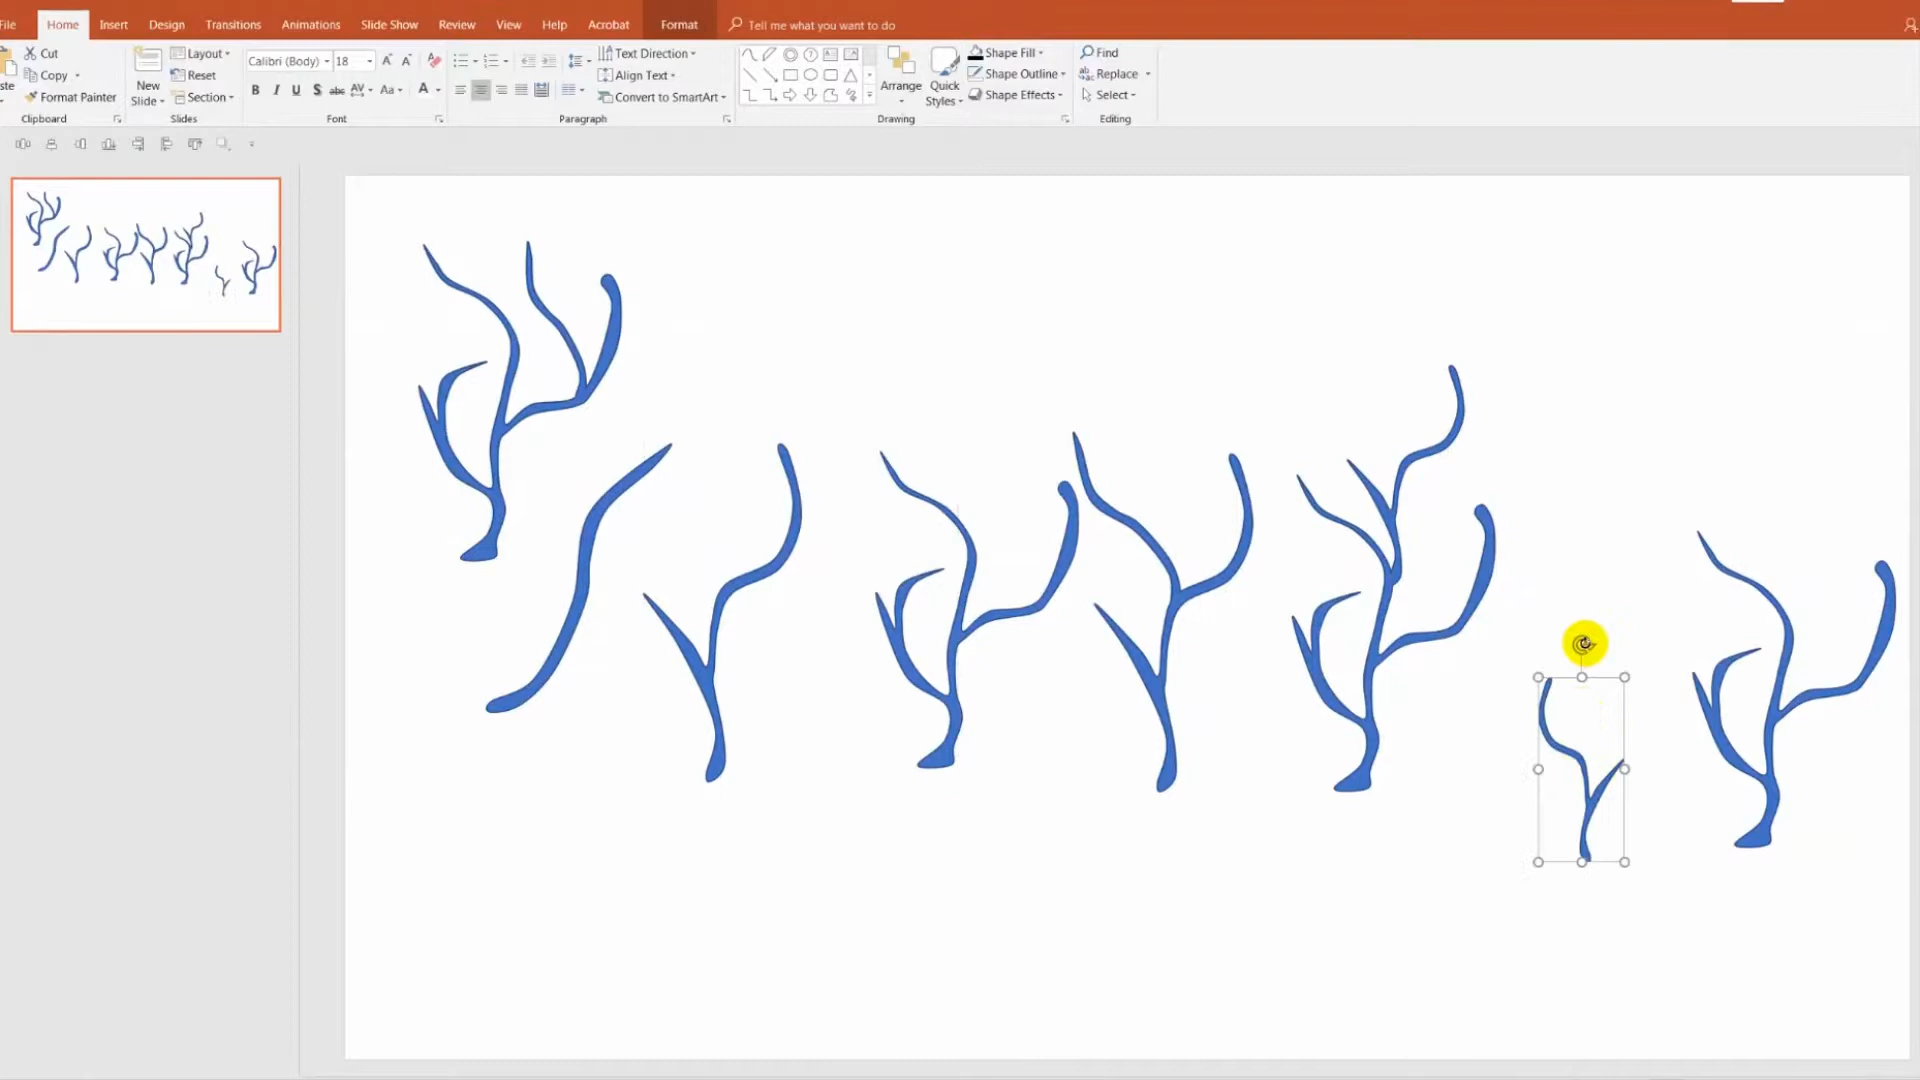 File Home Insert Design Transitions Animations Slide Show Review View Help Acrobat Format Tell me what you want to do
Cut
Copy
Format Painter
Clipboard
New
Slide
Layout
Reset
Section
Slides
Calibri (Body) 18
B I U S abc AV Aa A
Font
Text Direction
Align Text
Convert to SmartArt
Paragraph
Arrange
Quick
Styles
Shape Fill
Shape Outline
Shape Effects
Drawing
Find
Replace
Select
Editing